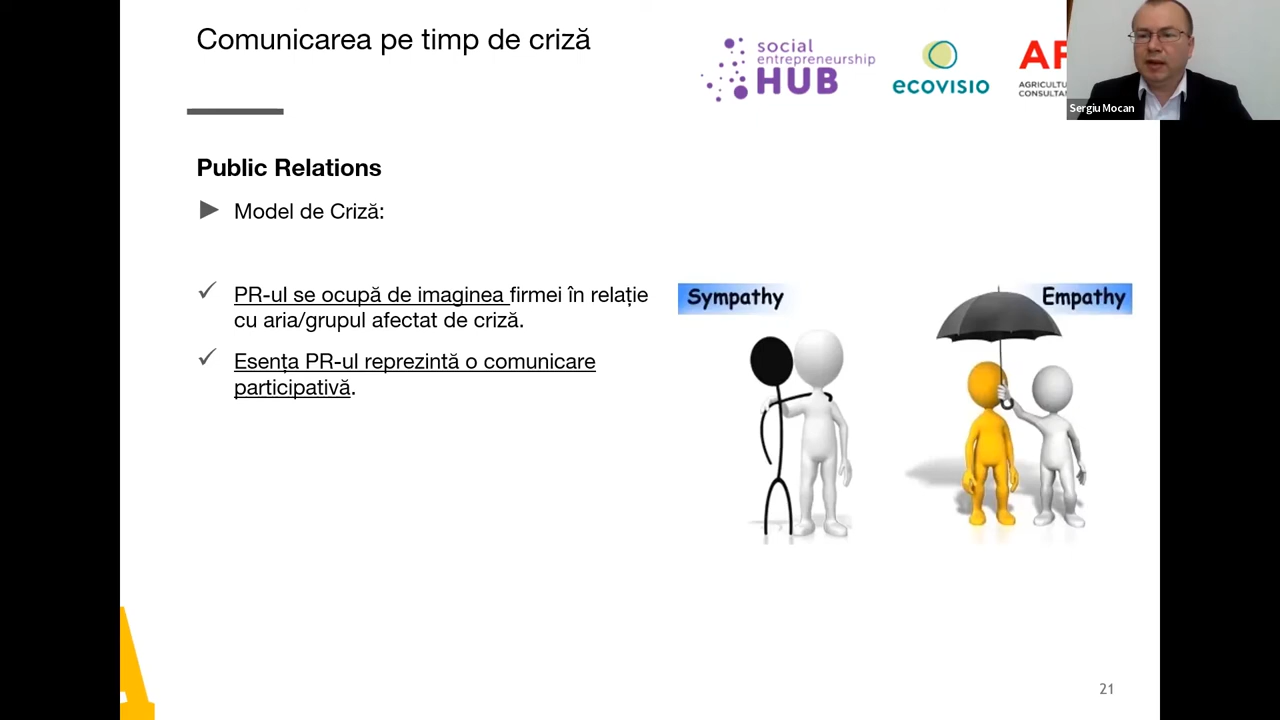 Comunicarea pe timp de criză
social
entrepreneurship
HUB
ecovisio
AGRICULT
CONSULTA
Sergiu Mocan
Public Relations
Model de Criză:
PR-ul se ocupă de imaginea firmei în relație
cu aria/grupul afectat de criză.
Esența PR-ul reprezintă o comunicare
participativă.
Sympathy
Empathy
21